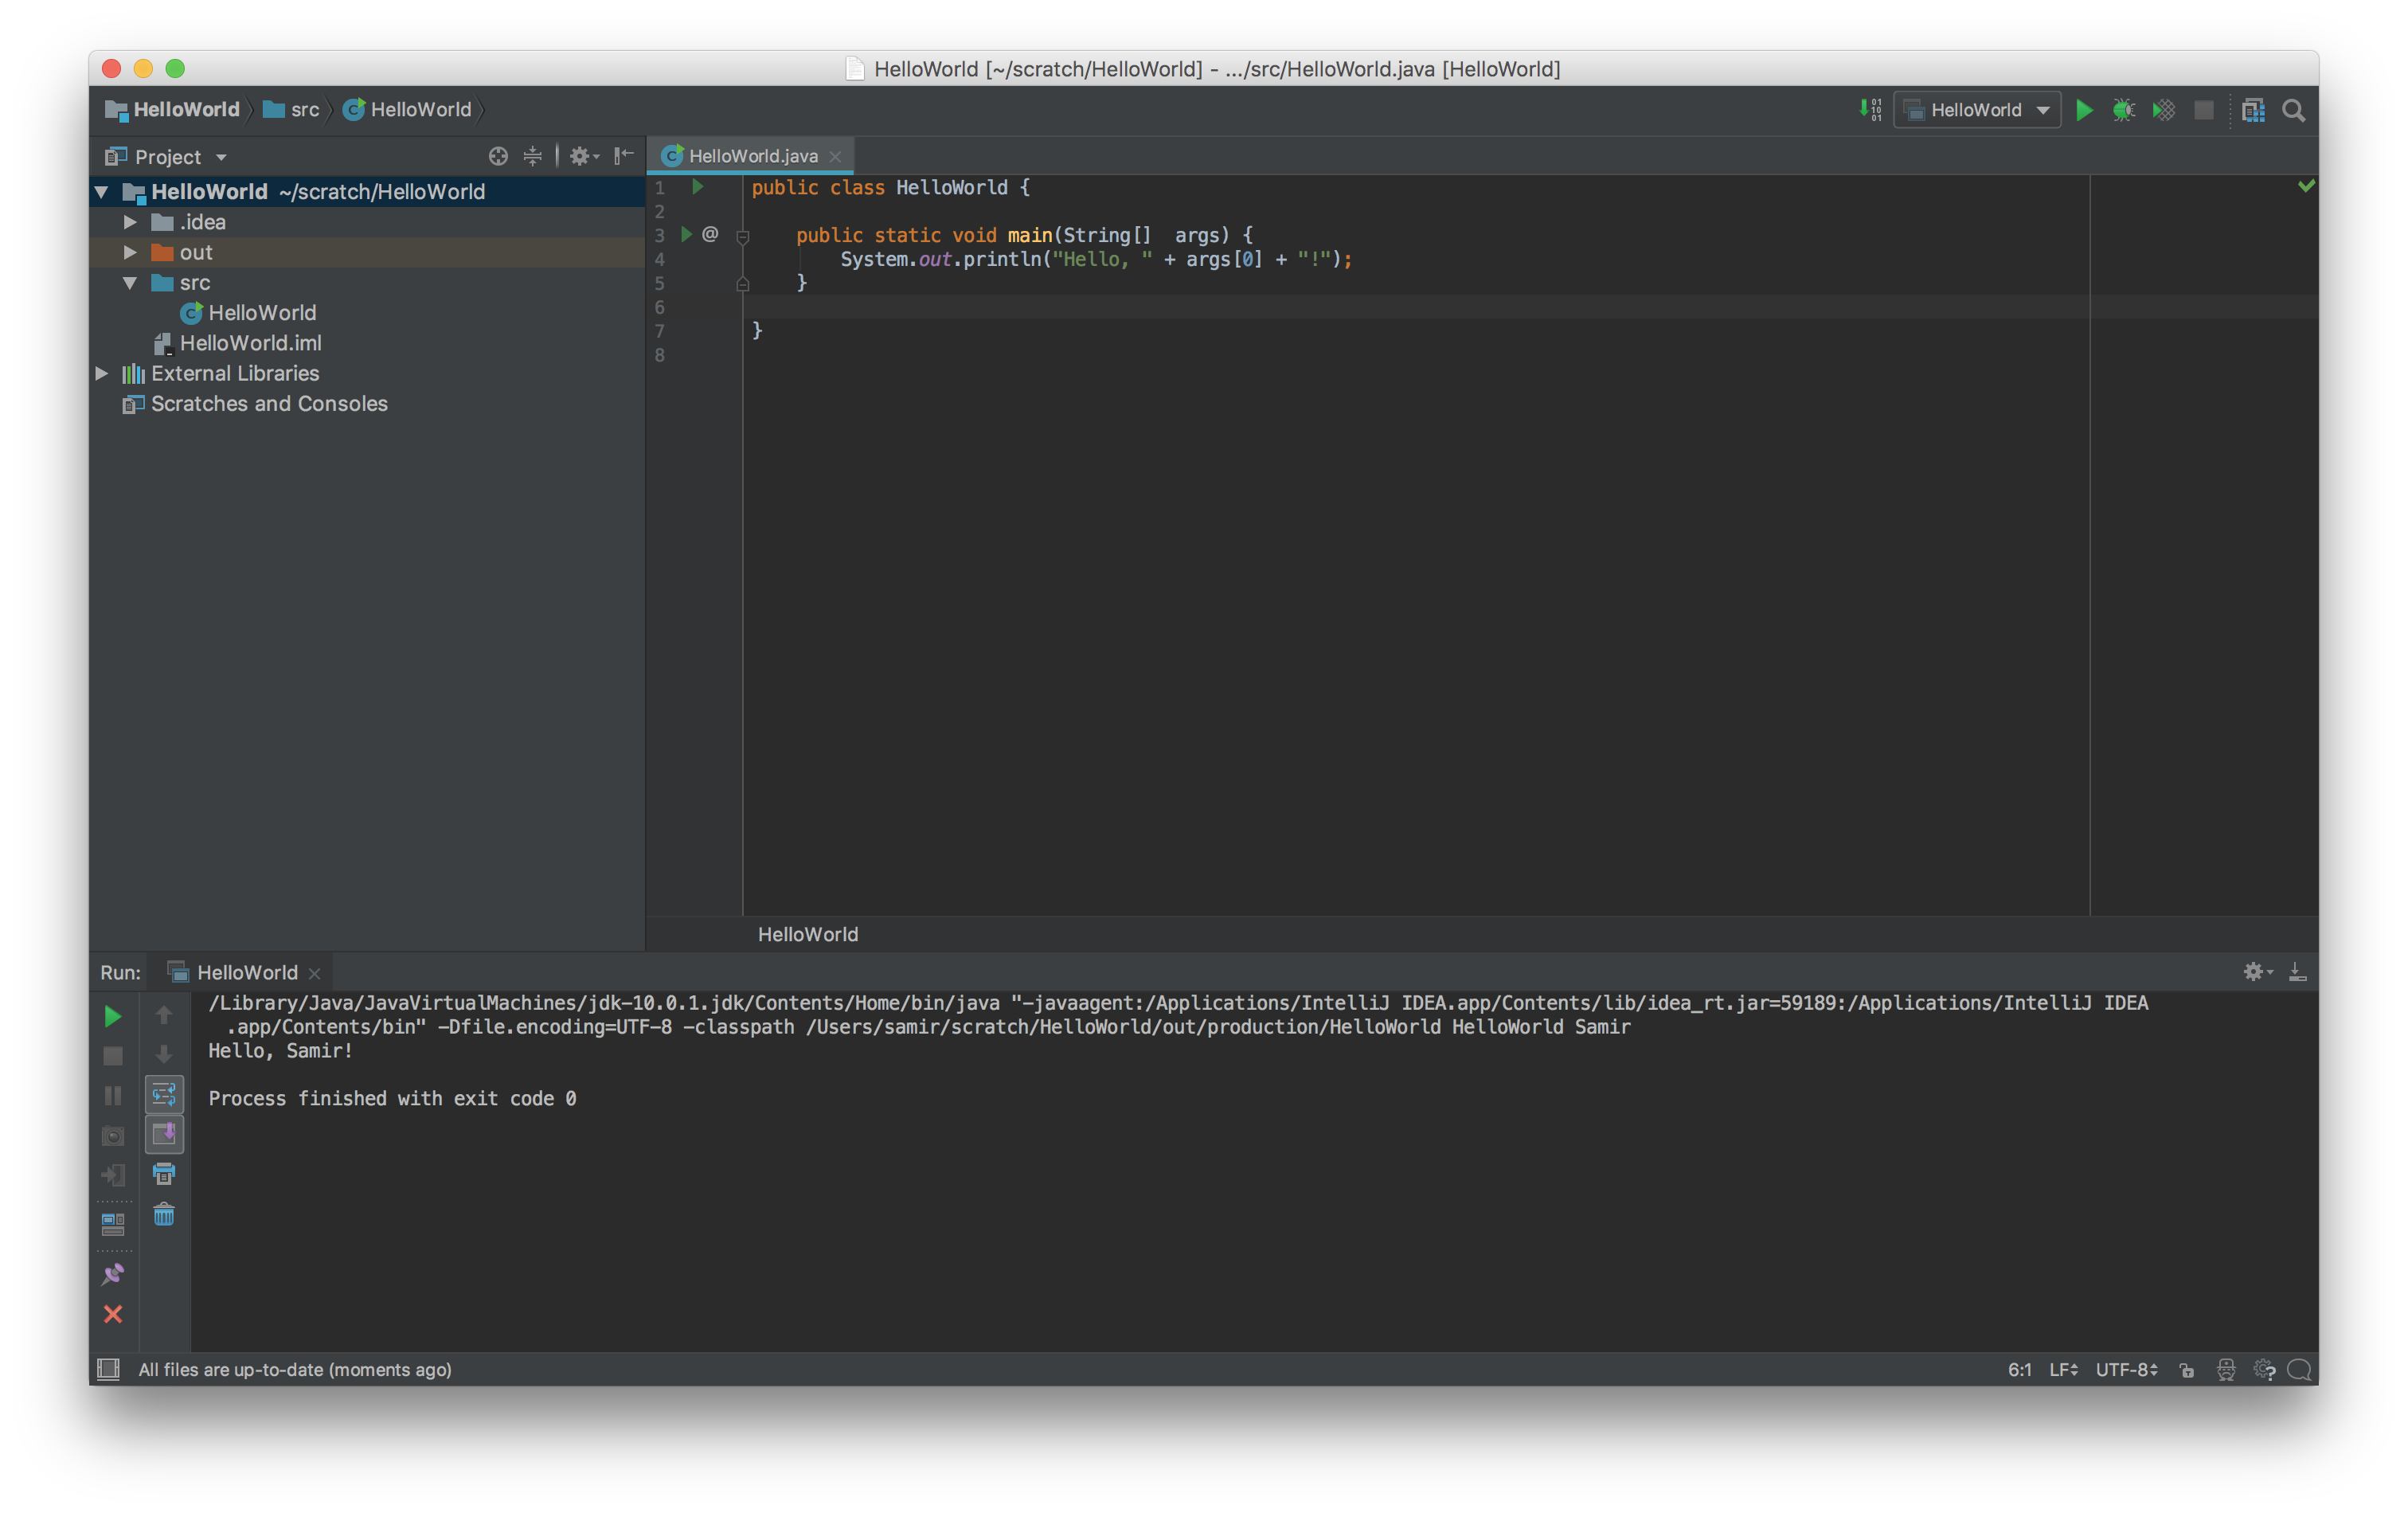 HelloWorld [~/scratch/HelloWorld] - .../src/HelloWorld.java [HelloWorld]
HelloWorld src HelloWorld
HelloWorld
Project
HelloWorld ~/scratch/HelloWorld
.idea
out
src
HelloWorld
HelloWorld.iml
External Libraries
Scratches and Consoles
HelloWorld.java
1 public class HelloWorld {
2
3 @ public static void main(String[]  args) {
4 System.out.println("Hello, " + args[0] + "!");
5 }
6
7 }
8
HelloWorld
Run: HelloWorld
/Library/Java/JavaVirtualMachines/jdk-10.0.1.jdk/Contents/Home/bin/java "-javaagent:/Applications/IntelliJ IDEA.app/Contents/lib/idea_rt.jar=59189:/Applications/IntelliJ IDEA
.app/Contents/bin" -Dfile.encoding=UTF-8 -classpath /Users/samir/scratch/HelloWorld/out/production/HelloWorld HelloWorld Samir
Hello, Samir!
Process finished with exit code 0
All files are up-to-date (moments ago)
6:1 LF UTF-8